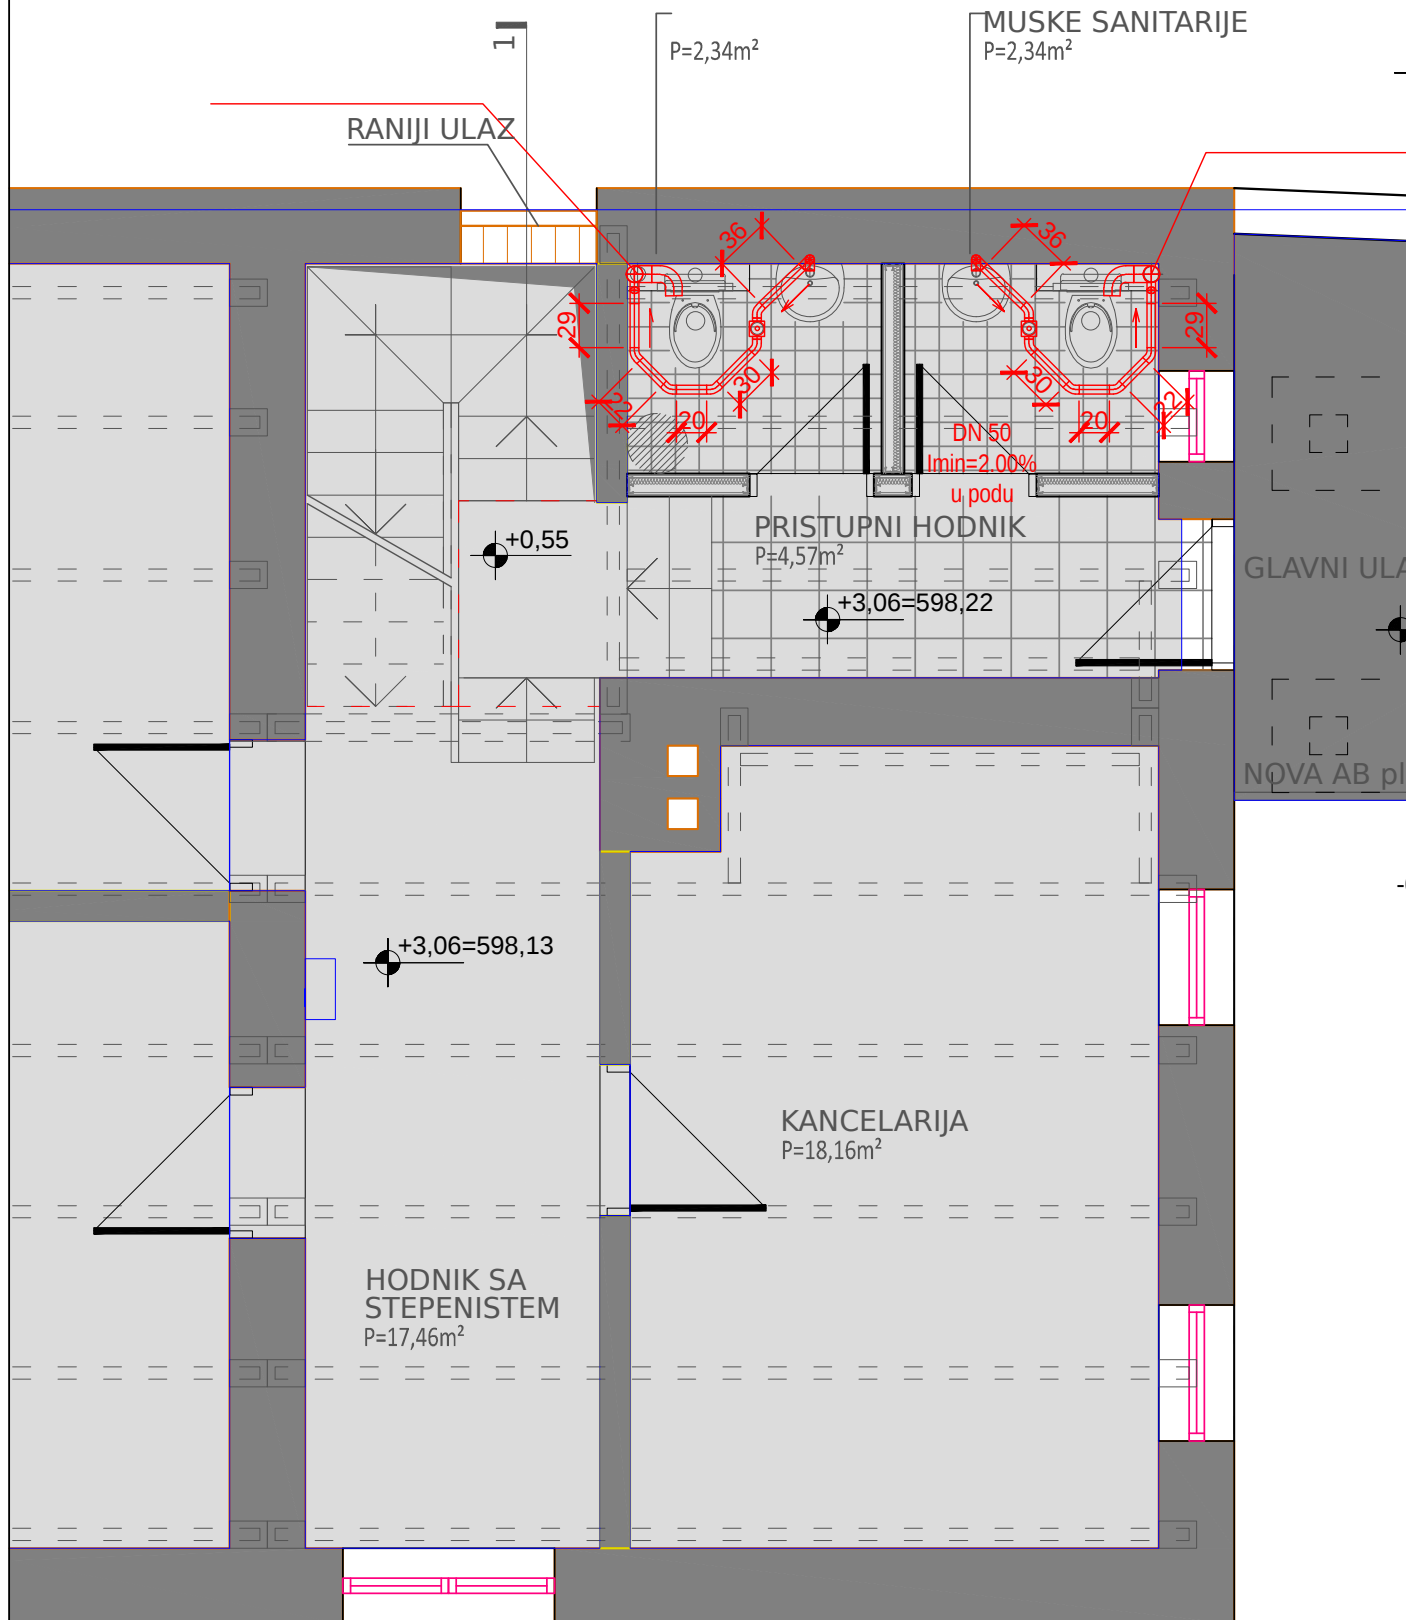 MUSKE SANITARIJE
P=2,34m²
P=2,34m²
1
RANIJI ULAZ
36
36
29
29
30
30
22
22
20
20
DN 50
Imin=2.00%
u podu
PRISTUPNI HODNIK
P=4,57m²
+0,55
+3,06=598,22
GLAVNI
NOVA AB
+3,06=598,13
KANCELARIJA
P=18,16m²
HODNIK SA
STEPENISTEM
P=17,46m²